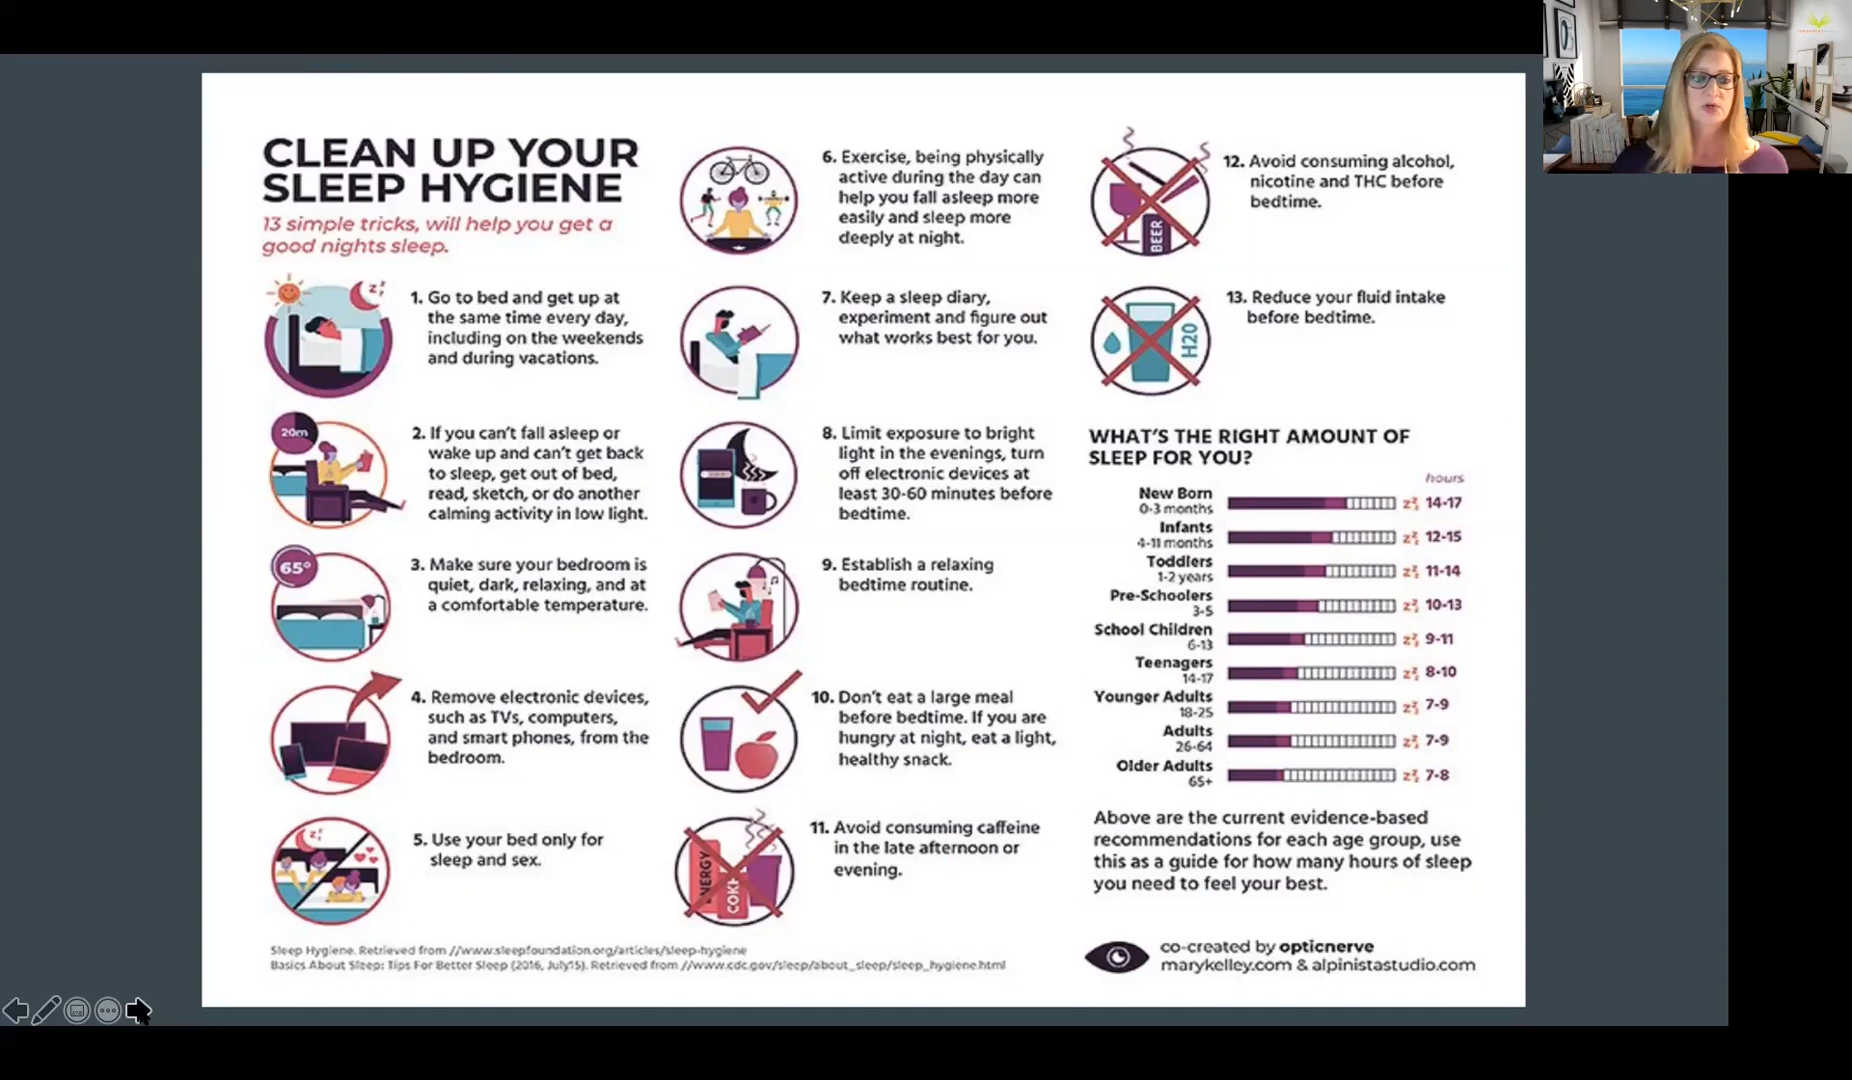 CLEAN UP YOUR
SLEEP HYGIENE
13 simple tricks, will help you get a
good nights sleep.
1. Go to bed and get up at
the same time every day,
including on the weekends
and during vacations.
20m
2. If you can't fall asleep or
wake up and can't get back
to sleep, get out of bed,
read, sketch, or do another
calming activity in low light.
65°
3. Make sure your bedroom is
quiet, dark, relaxing, and at
a comfortable temperature.
4. Remove electronic devices,
such as TVs, computers,
and smart phones, from the
bedroom.
5. Use your bed only for
sleep and sex.
6. Exercise, being physically
active during the day can
help you fall asleep more
easily and sleep more
deeply at night.
7. Keep a sleep diary,
experiment and figure out
what works best for you.
8. Limit exposure to bright
light in the evenings, turn
off electronic devices at
least 30-60 minutes before
bedtime.
9. Establish a relaxing
bedtime routine.
10. Don't eat a large meal
before bedtime. If you are
hungry at night, eat a light,
healthy snack.
ENERGY
COKE
11. Avoid consuming caffeine
in the late afternoon or
evening.
BEER
12. Avoid consuming alcohol,
nicotine and THC before
bedtime.
H20
13. Reduce your fluid intake
before bedtime.
WHAT'S THE RIGHT AMOUNT OF
SLEEP FOR YOU?
hours
New Born
0-3 months
14-17
Infants
4-11 months
12-15
Toddlers
1-2 years
11-14
Pre-Schoolers
3-5
10-13
School Children
6-13
9-11
Teenagers
14-17
8-10
Younger Adults
18-25
7-9
Adults
26-64
7-9
Older Adults
65+
7-8
Above are the current evidence-based
recommendations for each age group, use
this as a guide for how many hours of sleep
you need to feel your best.
Sleep Hygiene. Retrieved from //www.sleepfoundation.org/articles/sleep-hygiene
Basics About Sleep: Tips For Better Sleep (2016, July15). Retrieved from //www.cdc.gov/sleep/about_sleep/sleep_hygiene.html
co-created by opticnerve
marykelley.com & alpinistastudio.com